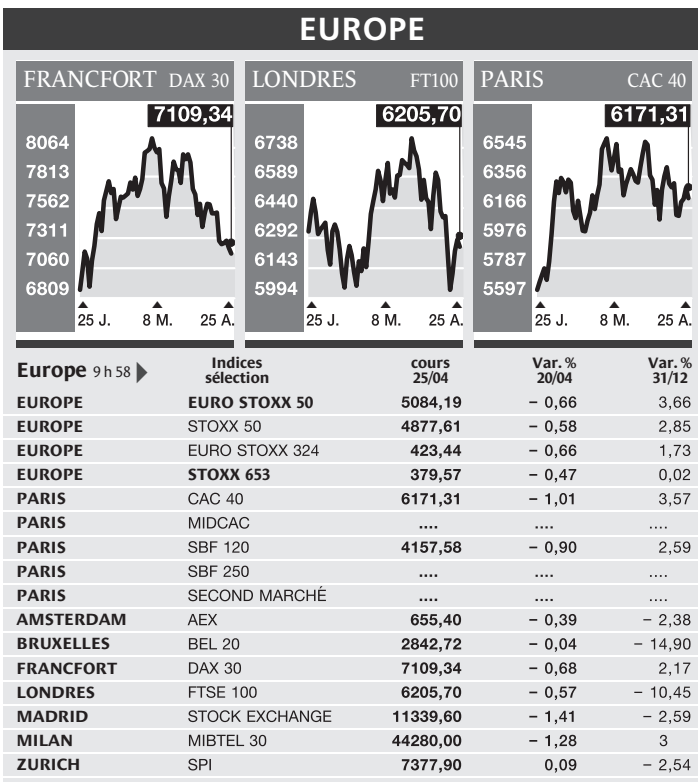 EUROPE
FRANCFORT DAX 30
7109,34
8064
7813
7562
7311
7060
6809
25 J. 8 M. 25 A.
LONDRES FT100
6205,70
6738
6589
6440
6292
6143
5994
25 J. 8 M. 25 A.
PARIS CAC 40
6171,31
6545
6356
6166
5976
5787
5597
25 J. 8 M. 25 A.
Europe 9 h 58 Indices sélection cours 25/04 Var. % 20/04 Var. % 31/12
EUROPE EURO STOXX 50 5084,19 – 0,66 3,66
EUROPE STOXX 50 4877,61 – 0,58 2,85
EUROPE EURO STOXX 324 423,44 – 0,66 1,73
EUROPE STOXX 653 379,57 – 0,47 0,02
PARIS CAC 40 6171,31 – 1,01 3,57
PARIS MIDCAC .... .... ....
PARIS SBF 120 4157,58 – 0,90 2,59
PARIS SBF 250 .... .... ....
PARIS SECOND MARCHÉ .... .... ....
AMSTERDAM AEX 655,40 – 0,39 – 2,38
BRUXELLES BEL 20 2842,72 – 0,04 – 14,90
FRANCFORT DAX 30 7109,34 – 0,68 2,17
LONDRES FTSE 100 6205,70 – 0,57 – 10,45
MADRID STOCK EXCHANGE 11339,60 – 1,41 – 2,59
MILAN MIBTEL 30 44280,00 – 1,28 3
ZURICH SPI 7377,90 0,09 – 2,54